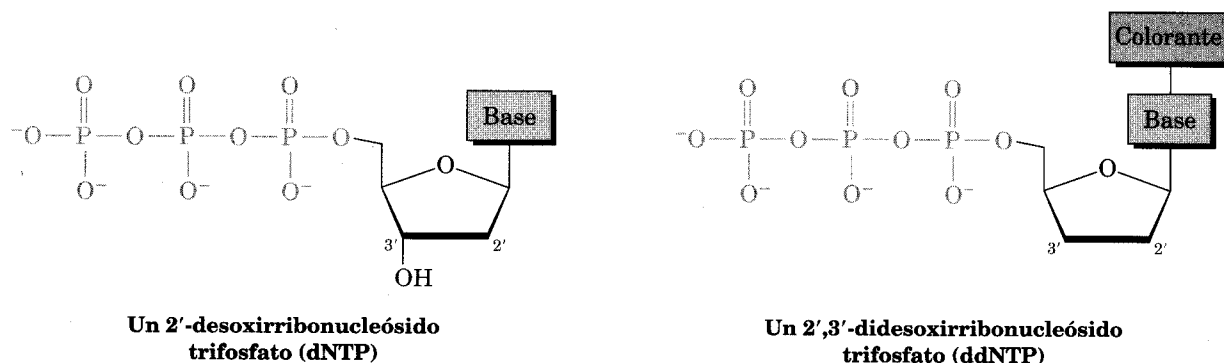 Colorante
O O O
Base
⁻O—P—O—P—O—P—O
O⁻ O⁻ O⁻
O
3′ 2′
OH
Un 2′-desoxirribonucleósido
trifosfato (dNTP)
O O O
Base
⁻O—P—O—P—O—P—O
O⁻ O⁻ O⁻
O
3′ 2′
Un 2′,3′-didesoxirribonucleósido
trifosfato (ddNTP)